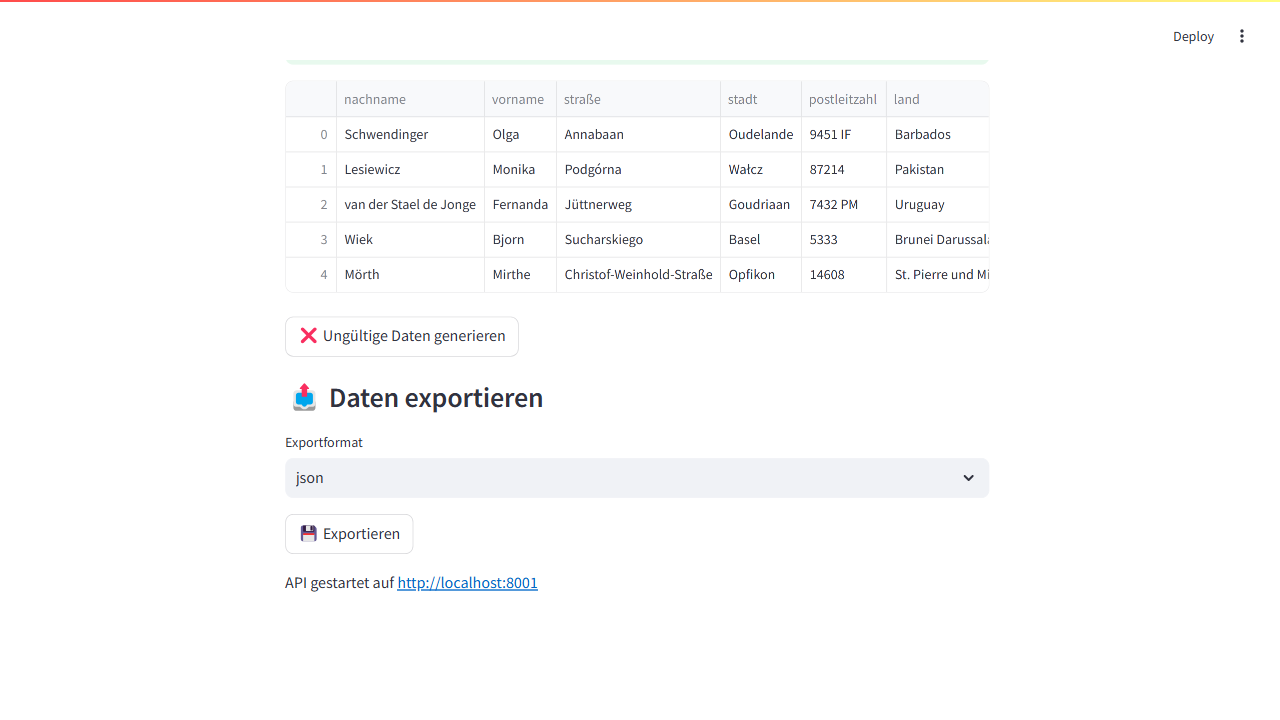 Deploy
nachname vorname straße stadt postleitzahl land
0 Schwendinger Olga Annabaan Oudelande 9451 IF Barbados
1 Lesiewicz Monika Podgórna Wałcz 87214 Pakistan
2 van der Stael de Jonge Fernanda Jüttnerweg Goudriaan 7432 PM Uruguay
3 Wiek Bjorn Sucharskiego Basel 5333 Brunei Darussala
4 Mörth Mirthe Christof-Weinhold-Straße Opfikon 14608 St. Pierre und Mi
Ungültige Daten generieren
Daten exportieren
Exportformat
json
Exportieren
API gestartet auf http://localhost:8001